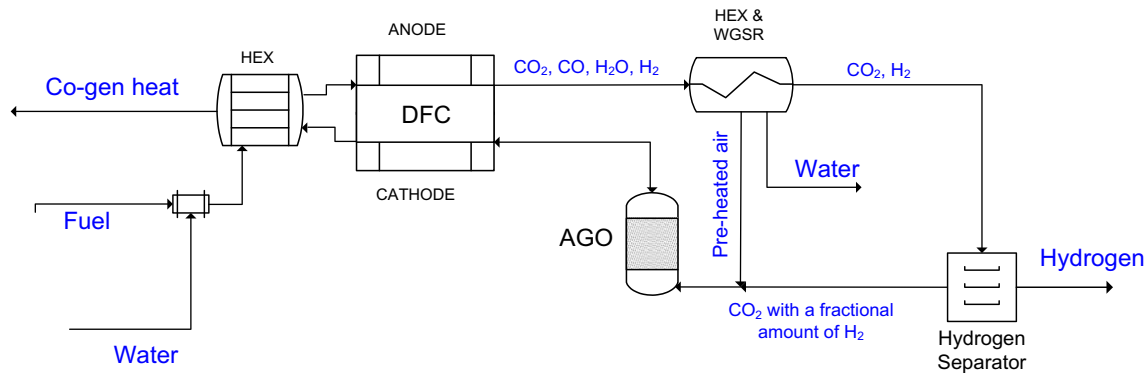 HEX &
WGSR
ANODE
HEX
CO₂, CO, H₂O, H₂
CO₂, H₂
Co-gen heat
DFC
Pre-heated air
Water
CATHODE
Fuel
AGO
Hydrogen
CO₂ with a fractional
amount of H₂
Hydrogen
Separator
Water